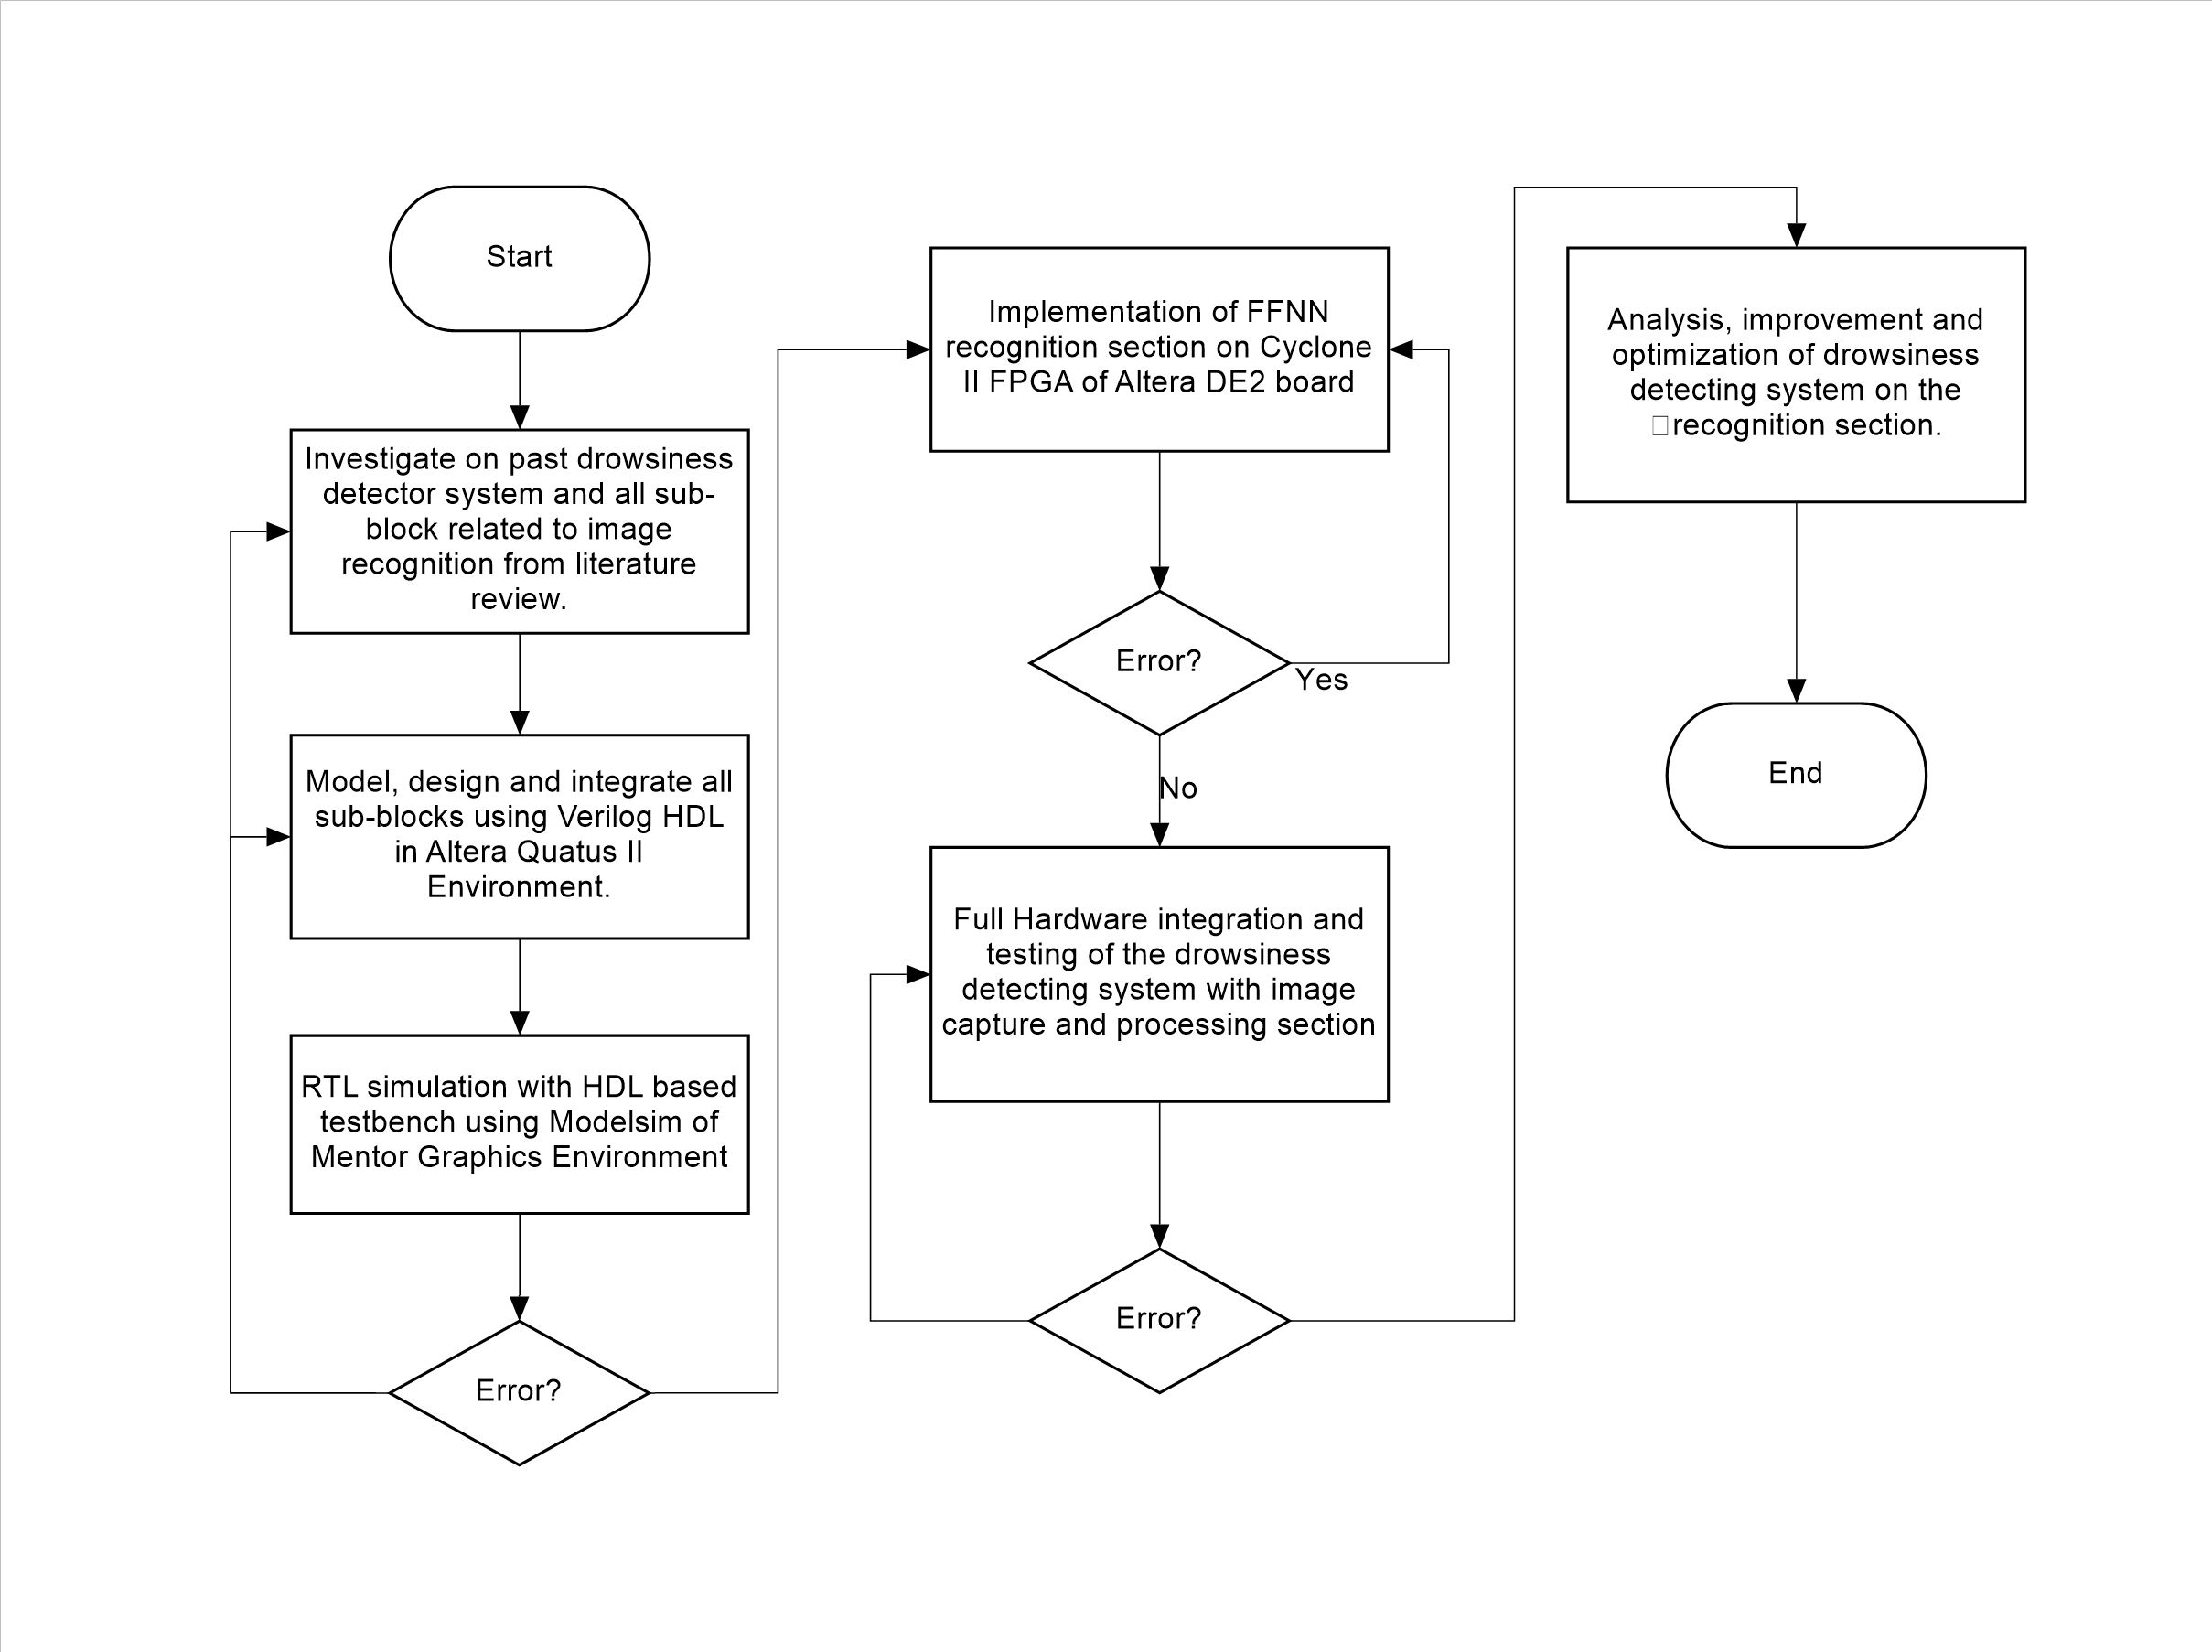 Start
Investigate on past drowsiness
detector system and all sub-
block related to image
recognition from literature
review.
Model, design and integrate all
sub-blocks using Verilog HDL
in Altera Quatus II
Environment.
RTL simulation with HDL based
testbench using Modelsim of
Mentor Graphics Environment
Error?
Implementation of FFNN
recognition section on Cyclone
II FPGA of Altera DE2 board
Error?
Yes
No
Full Hardware integration and
testing of the drowsiness
detecting system with image
capture and processing section
Error?
Analysis, improvement and
optimization of drowsiness
detecting system on the
recognition section.
End